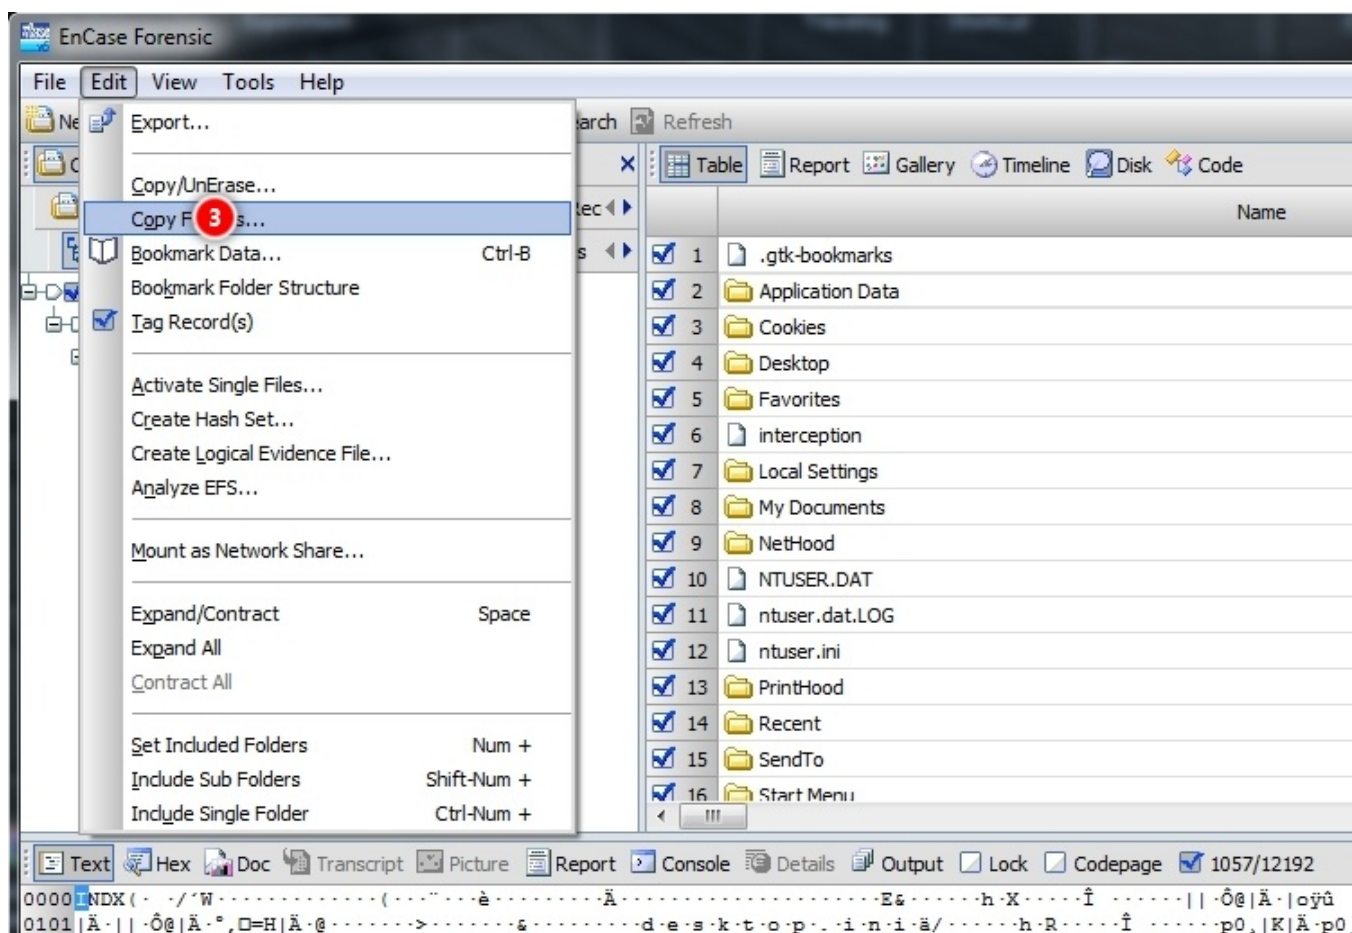 EnCase Forensic
File Edit View Tools Help
Ne
arch Refresh
Export...
Copy/UnErase...
Copy F 3 s...
Bookmark Data... Ctrl-B
Bookmark Folder Structure
Tag Record(s)
Activate Single Files...
Create Hash Set...
Create Logical Evidence File...
Analyze EFS...
Mount as Network Share...
Expand/Contract Space
Expand All
Contract All
Set Included Folders Num +
Include Sub Folders Shift-Num +
Include Single Folder Ctrl-Num +
Table Report Gallery Timeline Disk Code
Name
1 .gtk-bookmarks
2 Application Data
3 Cookies
4 Desktop
5 Favorites
6 interception
7 Local Settings
8 My Documents
9 NetHood
10 NTUSER.DAT
11 ntuser.dat.LOG
12 ntuser.ini
13 PrintHood
14 Recent
15 SendTo
16 Start Menu
Text Hex Doc Transcript Picture Report Console Details Output Lock Codepage 1057/12192
0000 INDX(
0101 d·e·s·k·t·o·p·.·i·n·i·